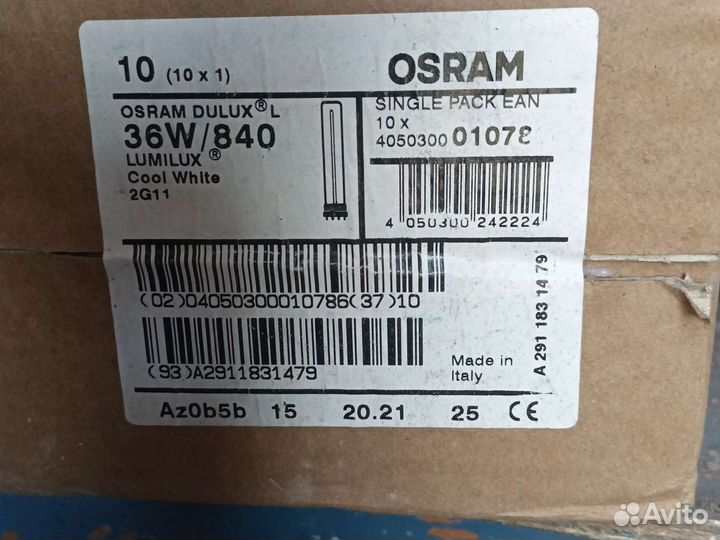 10 (10 x 1)
OSRAM
OSRAM DULUX® L
36W/840
LUMILUX ®
Cool White
2G11
SINGLE PACK EAN
10 x
4050300 01078
4 050300 242224
(02)04050300010786(37)10
(93)A2911831479
A 291 183 14 79
Made in
Italy
Az0b5b 15 20.21 25 CE
Avito